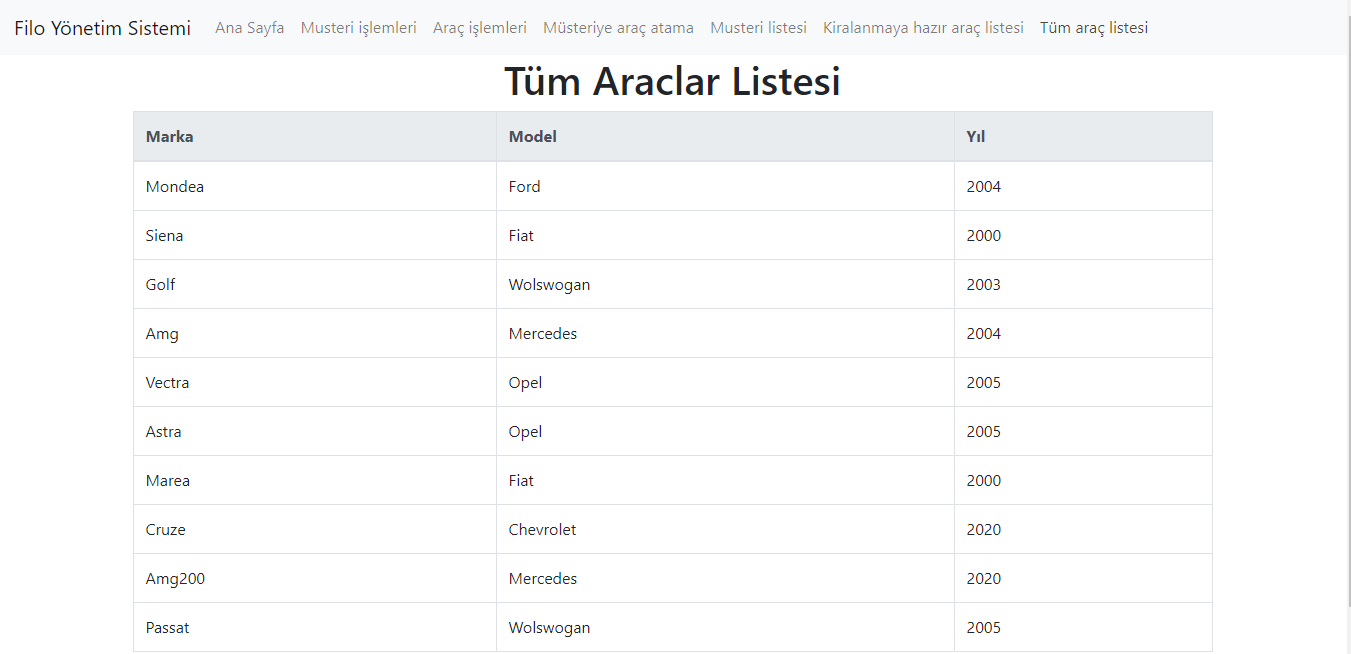 Filo Yönetim Sistemi Ana Sayfa Musteri işlemleri Araç işlemleri Müsteriye araç atama Musteri listesi Kiralanmaya hazır araç listesi Tüm araç listesi
Tüm Araclar Listesi
Marka Model Yıl
Mondea Ford 2004
Siena Fiat 2000
Golf Wolswogan 2003
Amg Mercedes 2004
Vectra Opel 2005
Astra Opel 2005
Marea Fiat 2000
Cruze Chevrolet 2020
Amg200 Mercedes 2020
Passat Wolswogan 2005